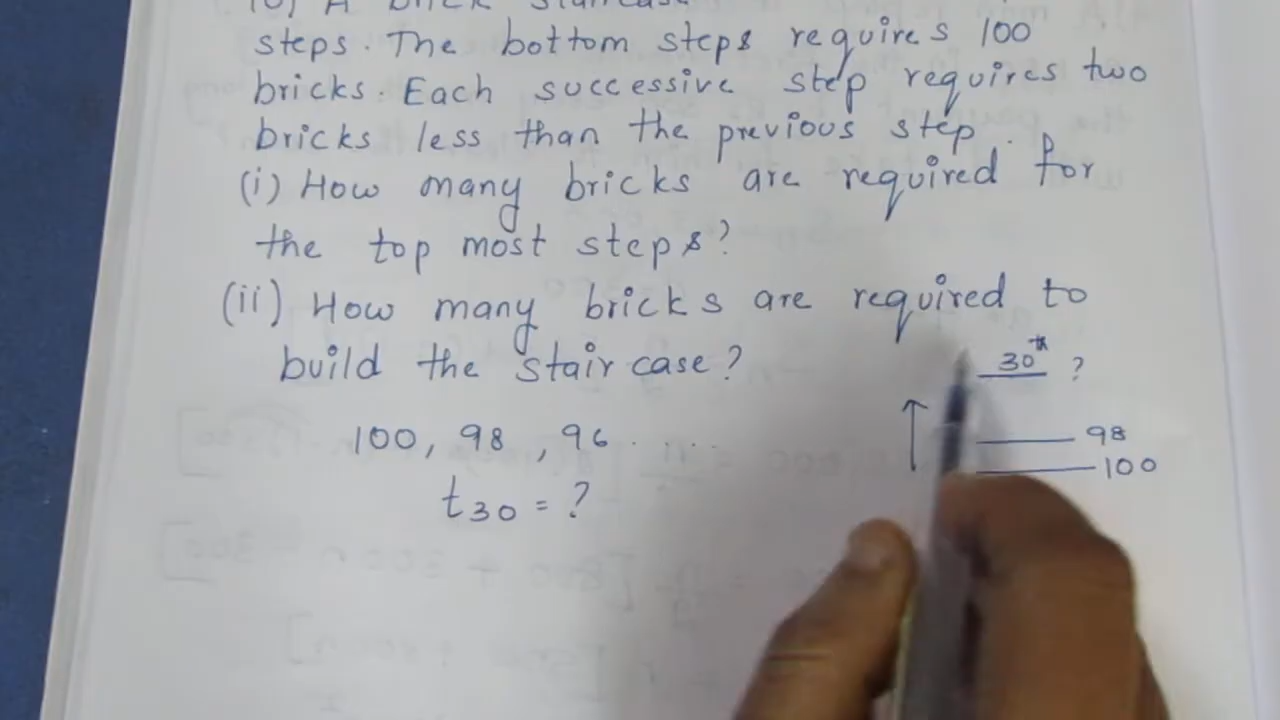 A brick staircase
steps. The bottom steps requires 100
bricks. Each successive step requires two
bricks less than the previous step.
(i) How many bricks are required for
the top most steps?
(ii) How many bricks are required to
build the stair case?
30th ?
100, 98, 96 . . . .
98
100
t30 = ?